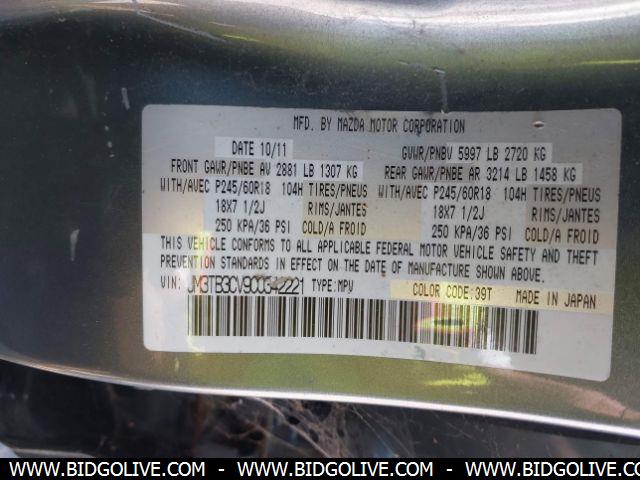 MFD. BY MAZDA MOTOR CORPORATION
DATE 10/11 GVWR/PNBV 5997 LB 2720 KG
FRONT GAWR/PNBE AV 2881 LB 1307 KG REAR GAWR/PNBE AR 3214 LB 1458 KG
WITH/AVEC P245/60R18 104H TIRES/PNEUS WITH/AVEC P245/60R18 104H TIRES/PNEUS
18X7 1/2J RIMS/JANTES 18X7 1/2J RIMS/JANTES
250 KPA/36 PSI COLD/A FROID 250 KPA/36 PSI COLD/A FROID
THIS VEHICLE CONFORMS TO ALL APPLICABLE FEDERAL MOTOR VEHICLE SAFETY AND THEFT
PREVENTION STANDARDS IN EFFECT ON THE DATE OF MANUFACTURE SHOWN ABOVE.
VIN: JM3TB3CV9C0342221 TYPE:MPV COLOR CODE:39T MADE IN JAPAN
WWW.BIDGOLIVE.COM - WWW.BIDGOLIVE.COM - WWW.BIDGOLIVE.COM - WWW.BIDGOLIVE.COM